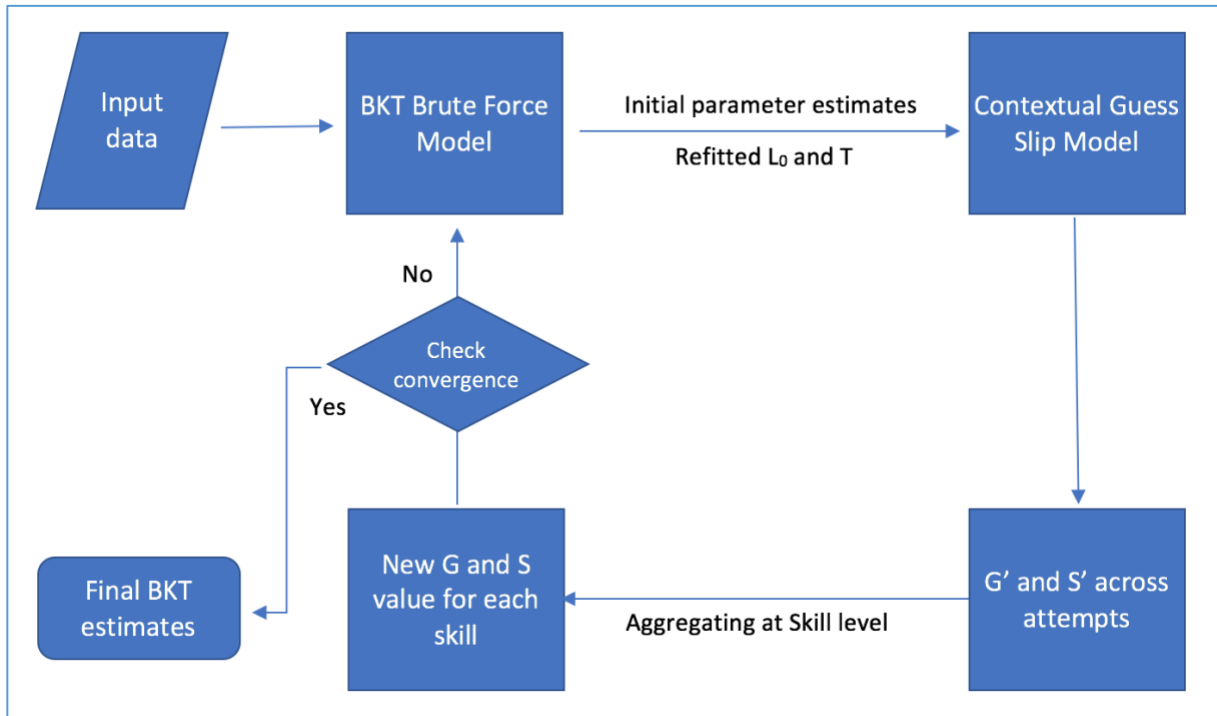 Input
data
BKT Brute Force
Model
Initial parameter estimates
Refitted L₀ and T
Contextual Guess
Slip Model
No
Check
convergence
Yes
Final BKT
estimates
New G and S
value for each
skill
Aggregating at Skill level
G’ and S’ across
attempts